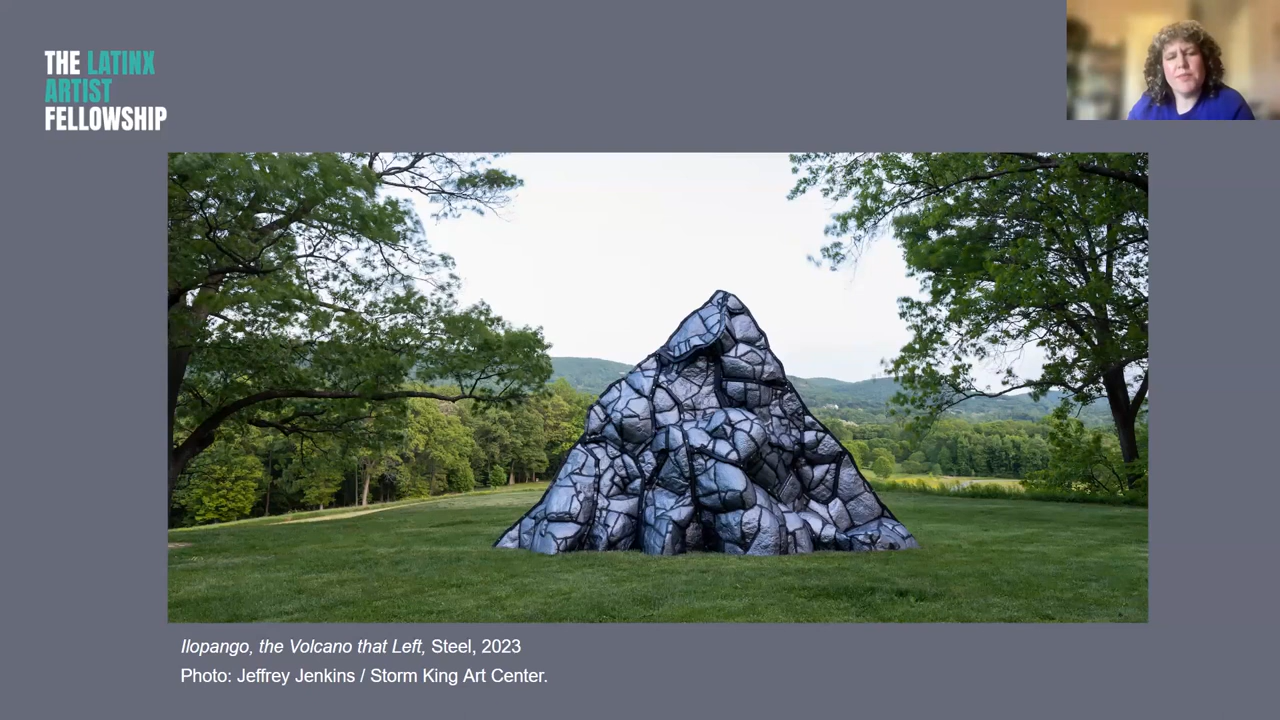 THE LATINX
ARTIST
FELLOWSHIP
Ilopango, the Volcano that Left, Steel, 2023
Photo: Jeffrey Jenkins / Storm King Art Center.